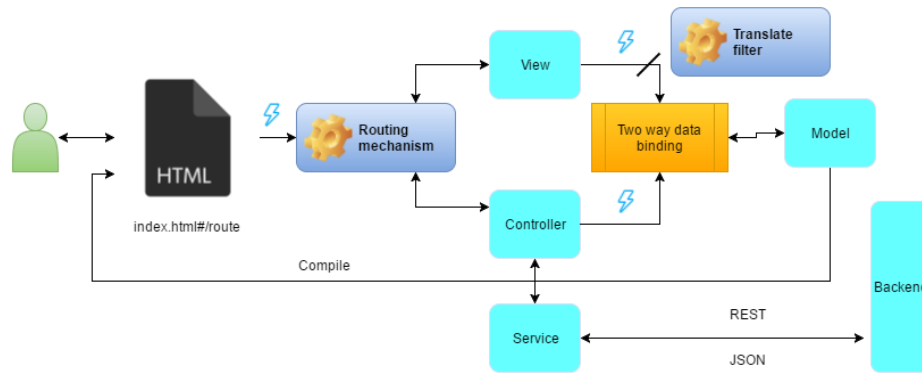 Translate
filter
View
Routing
mechanism
Two way data
binding
Model
HTML
index.html#/route
Controller
Compile
Backend
REST
Service
JSON